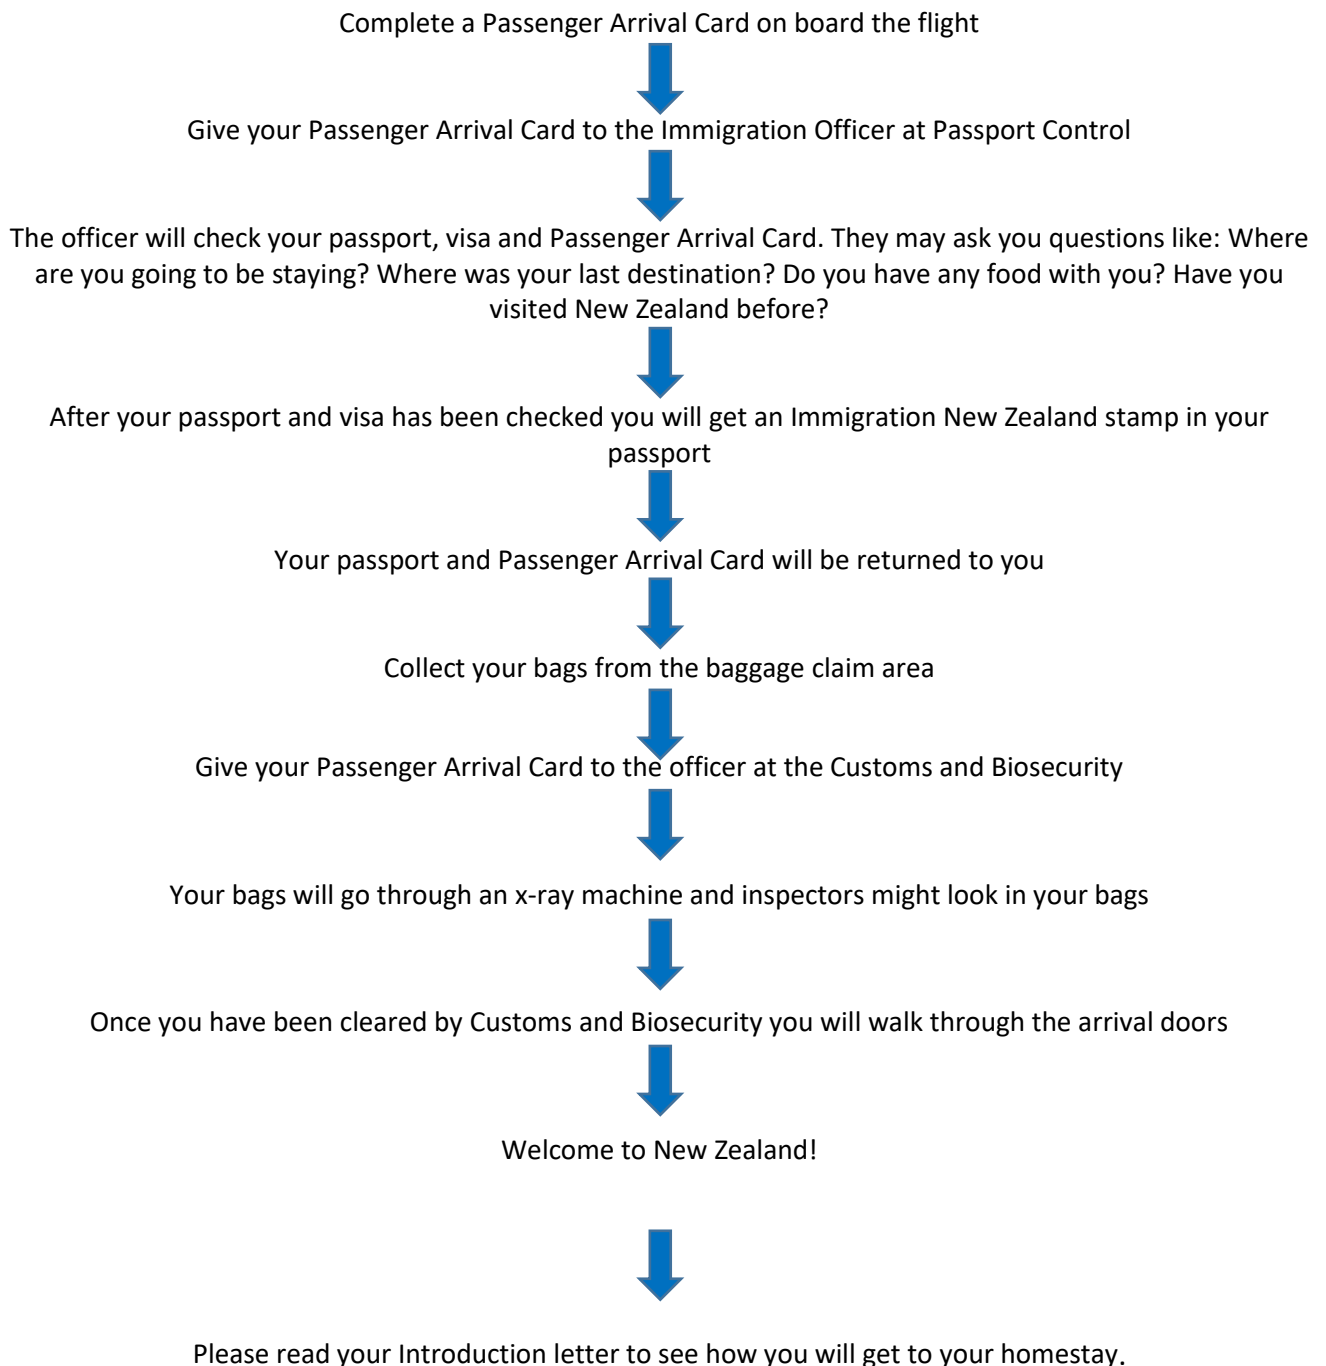 Complete a Passenger Arrival Card on board the flight
Give your Passenger Arrival Card to the Immigration Officer at Passport Control
The officer will check your passport, visa and Passenger Arrival Card. They may ask you questions like: Where
are you going to be staying? Where was your last destination? Do you have any food with you? Have you
visited New Zealand before?
After your passport and visa has been checked you will get an Immigration New Zealand stamp in your
passport
Your passport and Passenger Arrival Card will be returned to you
Collect your bags from the baggage claim area
Give your Passenger Arrival Card to the officer at the Customs and Biosecurity
Your bags will go through an x-ray machine and inspectors might look in your bags
Once you have been cleared by Customs and Biosecurity you will walk through the arrival doors
Welcome to New Zealand!
Please read your Introduction letter to see how you will get to your homestay.